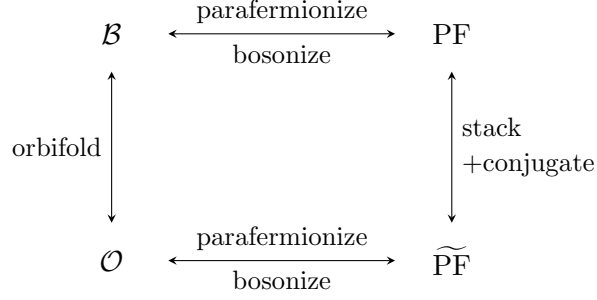 𝓑 parafermionize PF
bosonize
orbifold stack
+conjugate
𝒪 parafermionize P͠F
bosonize